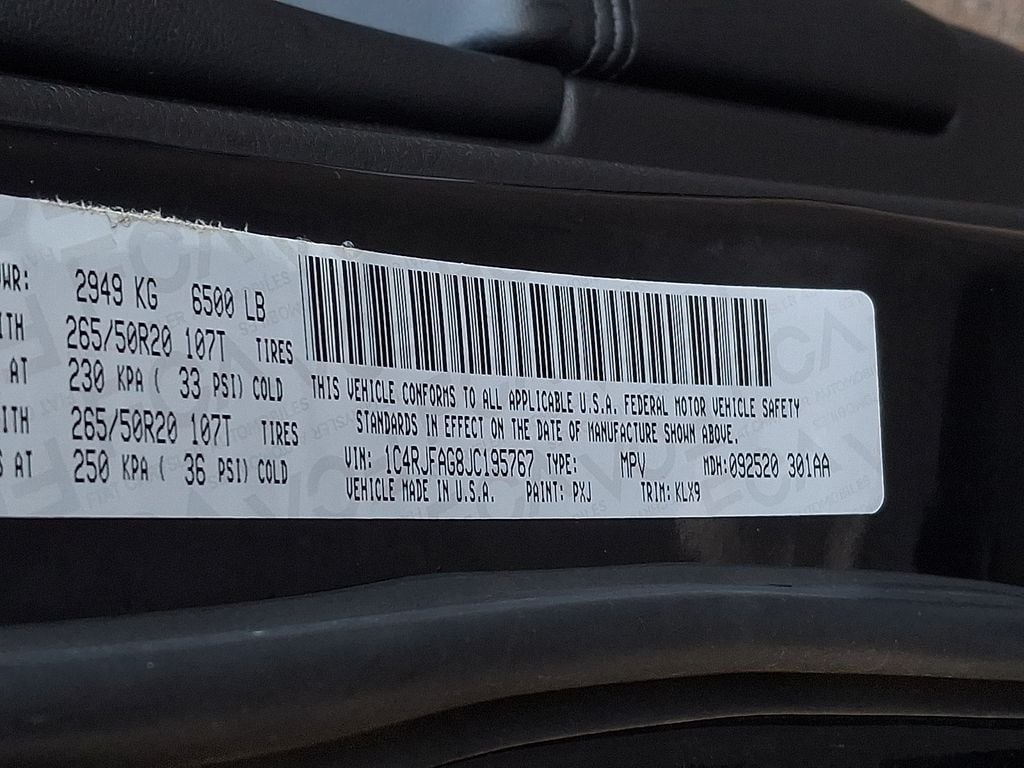 VWR: 2949 KG 6500 LB
ITH 265/50R20 107T TIRES
AT 230 KPA ( 33 PSI) COLD
ITH 265/50R20 107T TIRES
S AT 250 KPA ( 36 PSI) COLD
THIS VEHICLE CONFORMS TO ALL APPLICABLE U.S.A. FEDERAL MOTOR VEHICLE SAFETY
STANDARDS IN EFFECT ON THE DATE OF MANUFACTURE SHOWN ABOVE.
VIN: 1C4RJFAG8JC195767 TYPE: MPV MDH:092520 301AA
VEHICLE MADE IN U.S.A. PAINT: PXJ TRIM: KLX9